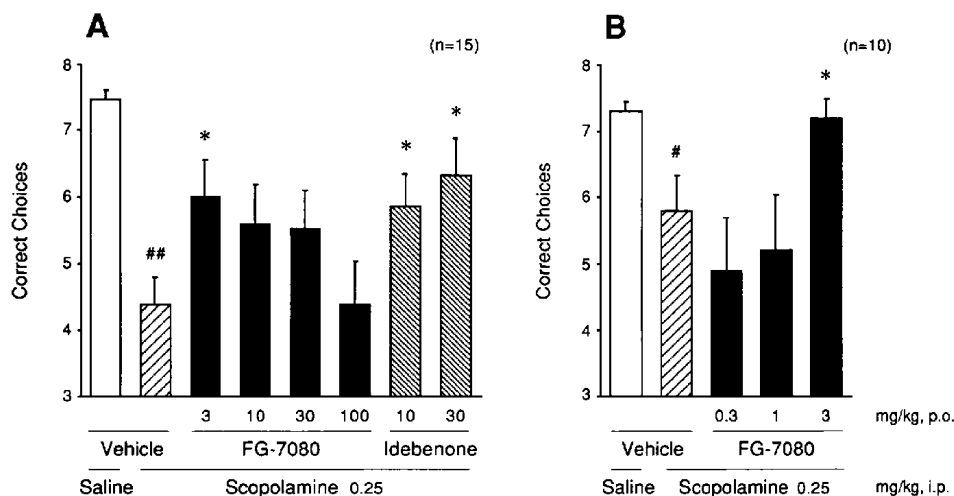 A
(n=15)
Correct Choices
8
7
6
5
4
3
##
*
*
*
3 10 30 100 10 30
Vehicle FG-7080 Idebenone
Saline Scopolamine 0.25
B
(n=10)
Correct Choices
8
7
6
5
4
3
#
*
0.3 1 3 mg/kg, p.o.
Vehicle FG-7080
Saline Scopolamine 0.25 mg/kg, i.p.